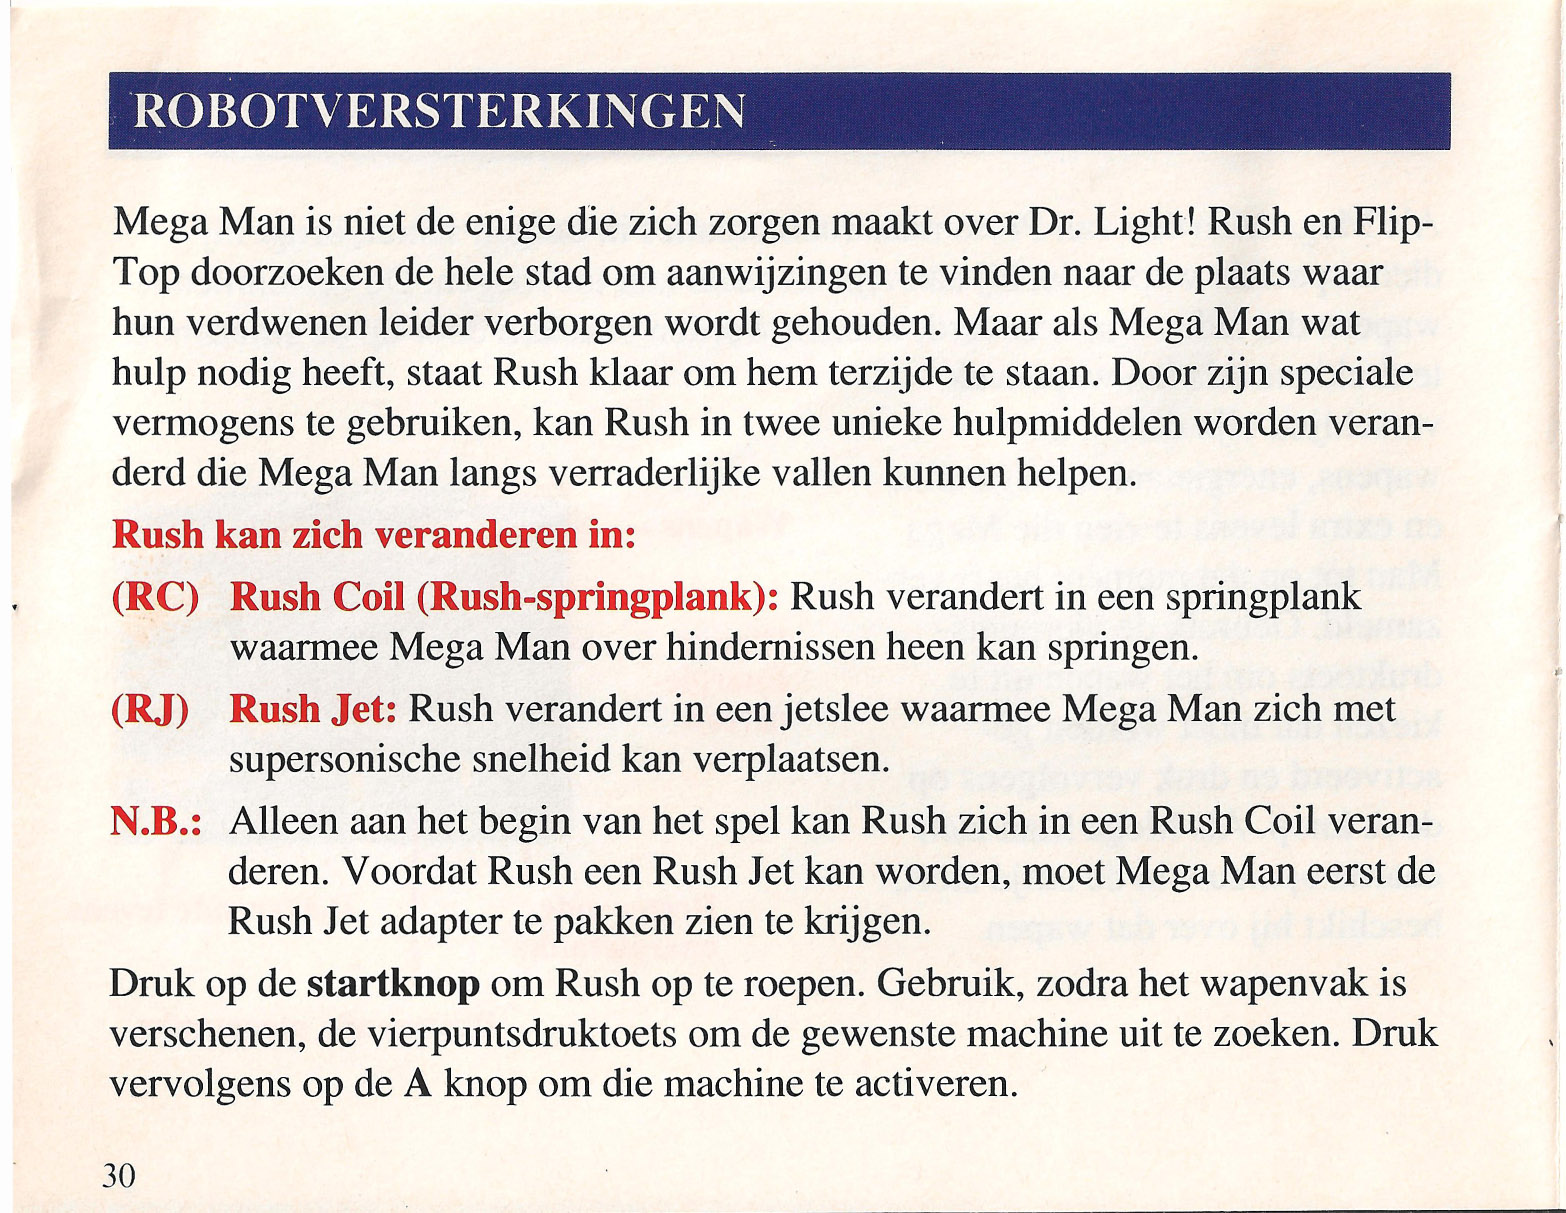 ROBOTVERSTERKINGEN
Mega Man is niet de enige die zich zorgen maakt over Dr. Light! Rush en Flip-
Top doorzoeken de hele stad om aanwijzingen te vinden naar de plaats waar
hun verdwenen leider verborgen wordt gehouden. Maar als Mega Man wat
hulp nodig heeft, staat Rush klaar om hem terzijde te staan. Door zijn speciale
vermogens te gebruiken, kan Rush in twee unieke hulpmiddelen worden veran-
derd die Mega Man langs verraderlijke vallen kunnen helpen.
Rush kan zich veranderen in:
(RC) Rush Coil (Rush-springplank): Rush verandert in een springplank
waarmee Mega Man over hindernissen heen kan springen.
(RJ) Rush Jet: Rush verandert in een jetslee waarmee Mega Man zich met
supersonische snelheid kan verplaatsen.
N.B.: Alleen aan het begin van het spel kan Rush zich in een Rush Coil veran-
deren. Voordat Rush een Rush Jet kan worden, moet Mega Man eerst de
Rush Jet adapter te pakken zien te krijgen.
Druk op de startknop om Rush op te roepen. Gebruik, zodra het wapenvak is
verschenen, de vierpuntsdruktoets om de gewenste machine uit te zoeken. Druk
vervolgens op de A knop om die machine te activeren.
30